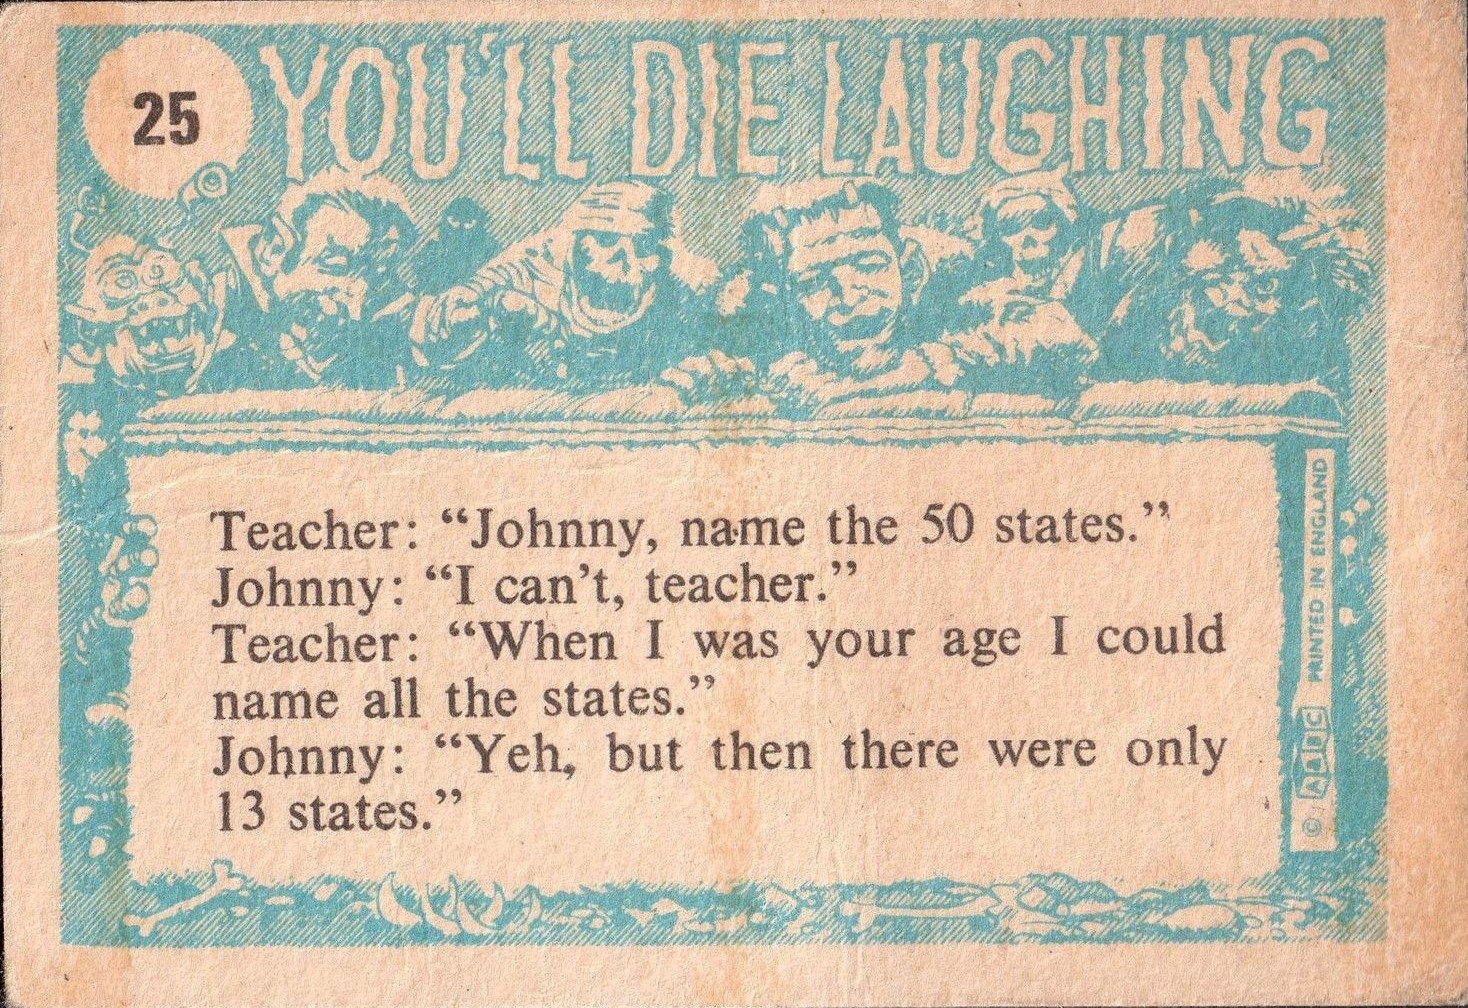 25
YOU'LL DIE LAUGHING
Teacher: “Johnny, name the 50 states.”
Johnny: “I can't, teacher.”
Teacher: “When I was your age I could
name all the states.”
Johnny: “Yeh, but then there were only
13 states.”
© A&BC PRINTED IN ENGLAND